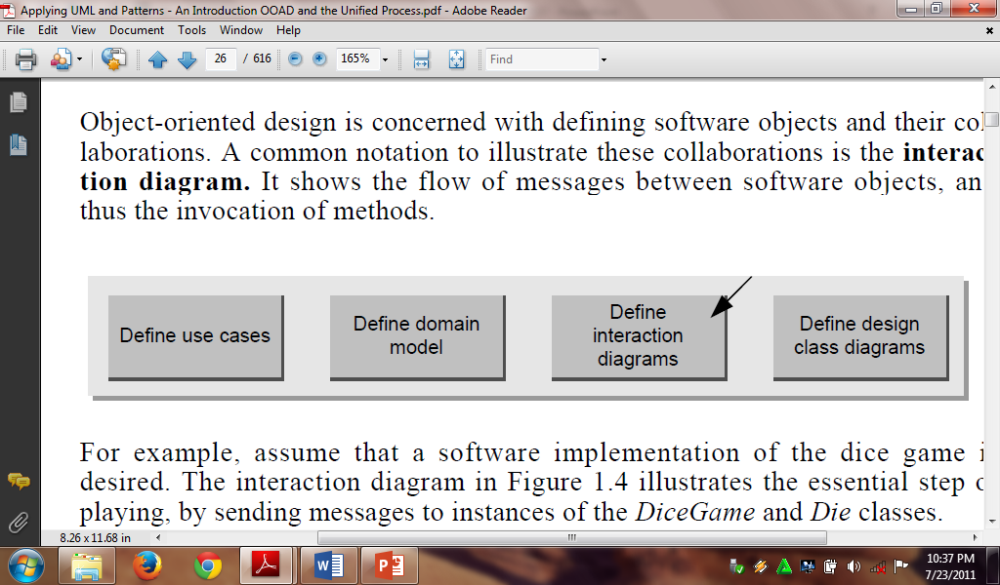 Applying UML and Patterns - An Introduction OOAD and the Unified Process.pdf - Adobe Reader
File Edit View Document Tools Window Help
26 / 616 165% Find
Object-oriented design is concerned with defining software objects and their col
laborations. A common notation to illustrate these collaborations is the interac
tion diagram. It shows the flow of messages between software objects, an
thus the invocation of methods.
Define use cases
Define domain
model
Define
interaction
diagrams
Define design
class diagrams
For example, assume that a software implementation of the dice game i
desired. The interaction diagram in Figure 1.4 illustrates the essential step o
playing, by sending messages to instances of the DiceGame and Die classes.
8.26 x 11.68 in
10:37 PM
7/23/2011